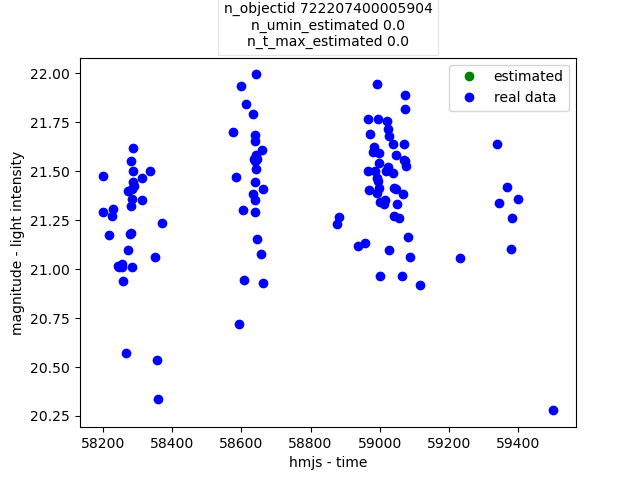 n_objectid 722207400005904
n_umin_estimated 0.0
n_t_max_estimated 0.0
estimated
real data
magnitude - light intensity
22.00
21.75
21.50
21.25
21.00
20.75
20.50
20.25
58200 58400 58600 58800 59000 59200 59400
hmjs - time